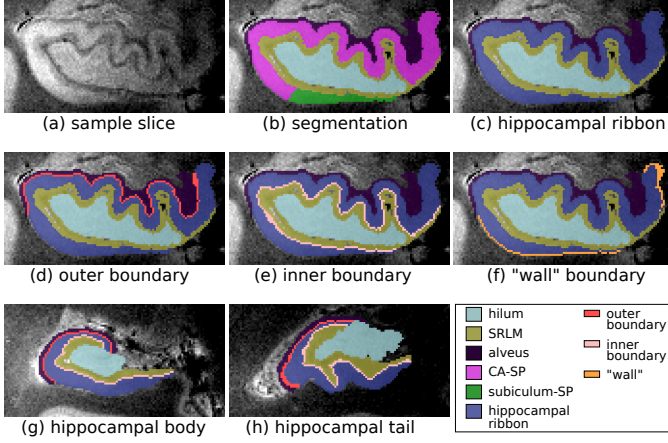 (a) sample slice
(b) segmentation
(c) hippocampal ribbon
(d) outer boundary
(e) inner boundary
(f) "wall" boundary
(g) hippocampal body
(h) hippocampal tail
hilum
SRLM
alveus
CA-SP
subiculum-SP
hippocampal
ribbon
outer
boundary
inner
boundary
"wall"